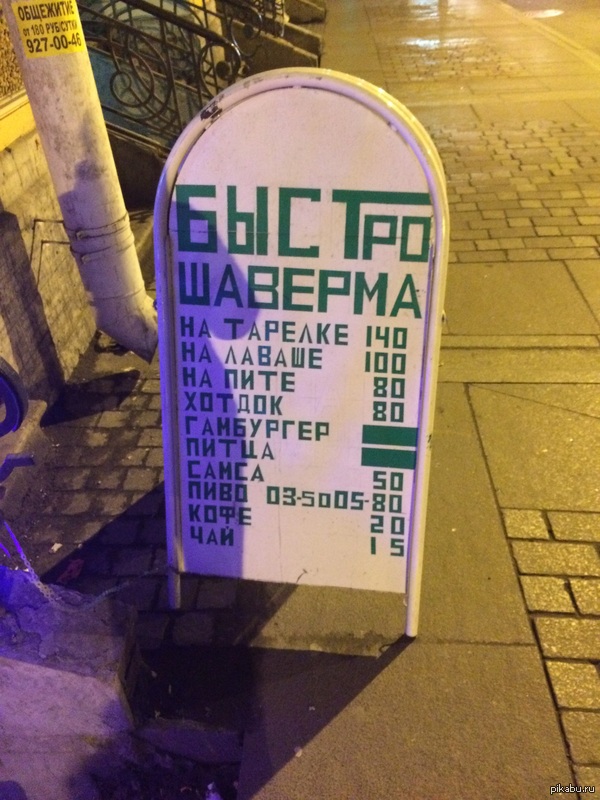 ОБЩЕЖИТИЕ
от 180 РУБ/СУТКИ
927-00-46
БЫСТРО
ШАВЕРМА
НА ТАРЕЛКЕ 140
НА ЛАВАШЕ 100
НА ПИТЕ 80
ХОТДОК 80
ГАМБУРГЕР
ПИТЦА
САМСА 50
ПИВО 03-50 05-80
КОФЕ 20
ЧАЙ 15
pikabu.ru